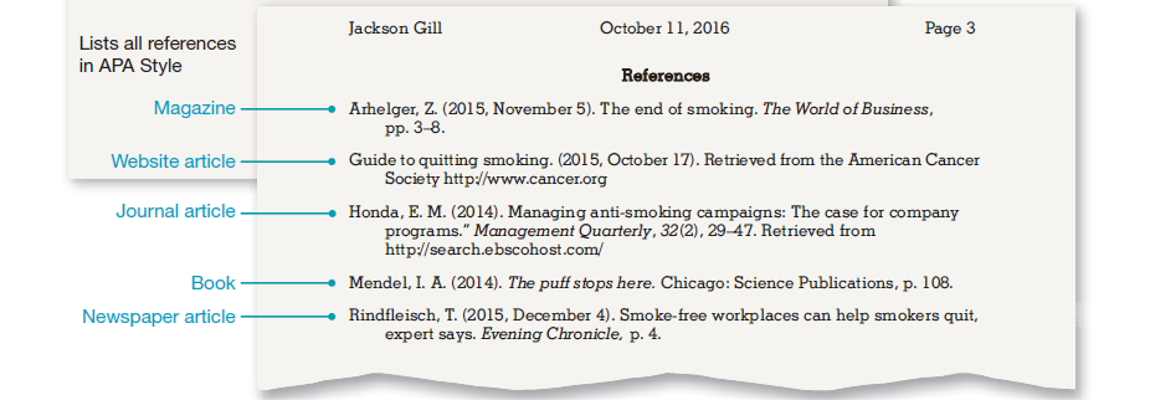 Jackson Gill October 11, 2016 Page 3
Lists all references
in APA Style
References
Magazine
Arhelger, Z. (2015, November 5). The end of smoking. The World of Business,
pp. 3–8.
Website article
Guide to quitting smoking. (2015, October 17). Retrieved from the American Cancer
Society http://www.cancer.org
Journal article
Honda, E. M. (2014). Managing anti-smoking campaigns: The case for company
programs.” Management Quarterly, 32(2), 29–47. Retrieved from
http://search.ebscohost.com/
Book
Mendel, I. A. (2014). The puff stops here. Chicago: Science Publications, p. 108.
Newspaper article
Rindfleisch, T. (2015, December 4). Smoke-free workplaces can help smokers quit,
expert says. Evening Chronicle, p. 4.